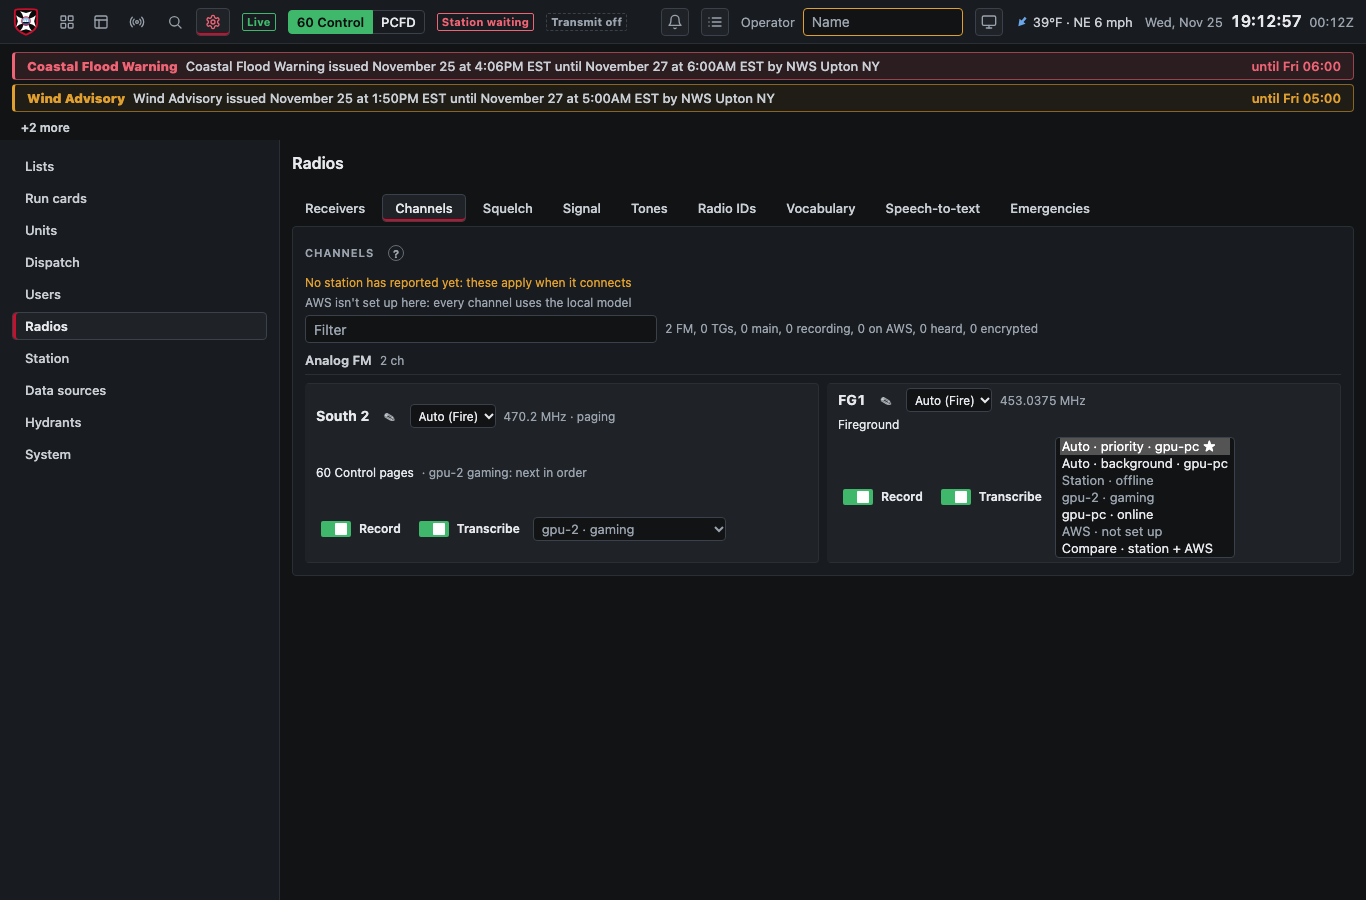 Live 60 Control PCFD Station waiting Transmit off Operator Name 39°F · NE 6 mph Wed, Nov 25 19:12:57 00:12Z
Coastal Flood Warning Coastal Flood Warning issued November 25 at 4:06PM EST until November 27 at 6:00AM EST by NWS Upton NY until Fri 06:00
Wind Advisory Wind Advisory issued November 25 at 1:50PM EST until November 27 at 5:00AM EST by NWS Upton NY until Fri 05:00
+2 more
Lists
Run cards
Units
Dispatch
Users
Radios
Station
Data sources
Hydrants
System
Radios
Receivers Channels Squelch Signal Tones Radio IDs Vocabulary Speech-to-text Emergencies
CHANNELS ?
No station has reported yet: these apply when it connects
AWS isn't set up here: every channel uses the local model
Filter 2 FM, 0 TGs, 0 main, 0 recording, 0 on AWS, 0 heard, 0 encrypted
Analog FM 2 ch
South 2 ✎ Auto (Fire) 470.2 MHz · paging
60 Control pages · gpu-2 gaming: next in order
Record Transcribe gpu-2 · gaming
FG1 ✎ Auto (Fire) 453.0375 MHz
Fireground
Record Transcribe
Auto · priority · gpu-pc ★
Auto · background · gpu-pc
Station · offline
gpu-2 · gaming
gpu-pc · online
AWS · not set up
Compare · station + AWS